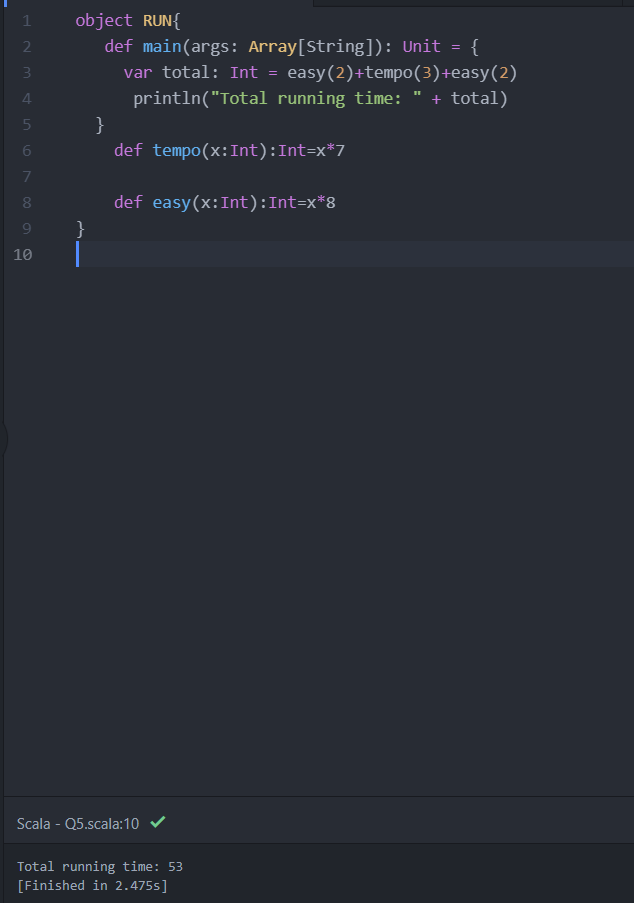 1 object RUN{
2 def main(args: Array[String]): Unit = {
3 var total: Int = easy(2)+tempo(3)+easy(2)
4 println("Total running time: " + total)
5 }
6 def tempo(x:Int):Int=x*7
7
8 def easy(x:Int):Int=x*8
9 }
10
Scala - Q5.scala:10
Total running time: 53
[Finished in 2.475s]